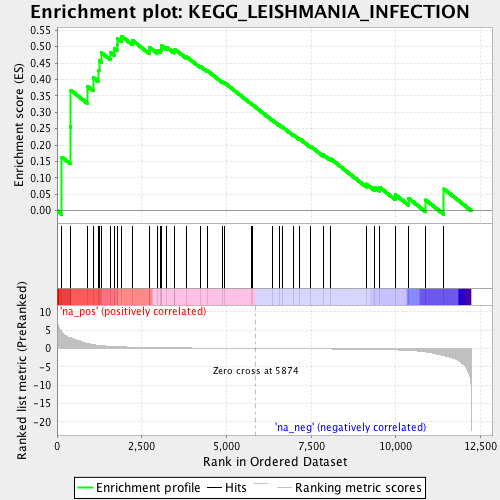 Enrichment plot: KEGG_LEISHMANIA_INFECTION
Enrichment score (ES)
0.55
0.50
0.45
0.40
0.35
0.30
0.25
0.20
0.15
0.10
0.05
0.00
'na_pos' (positively correlated)
Ranked list metric (PreRanked)
10
5
0
-5
-10
-15
-20
Zero cross at 5874
'na_neg' (negatively correlated)
0
2,500
5,000
7,500
10,000
12,500
Rank in Ordered Dataset
Enrichment profile
Hits
Ranking metric scores